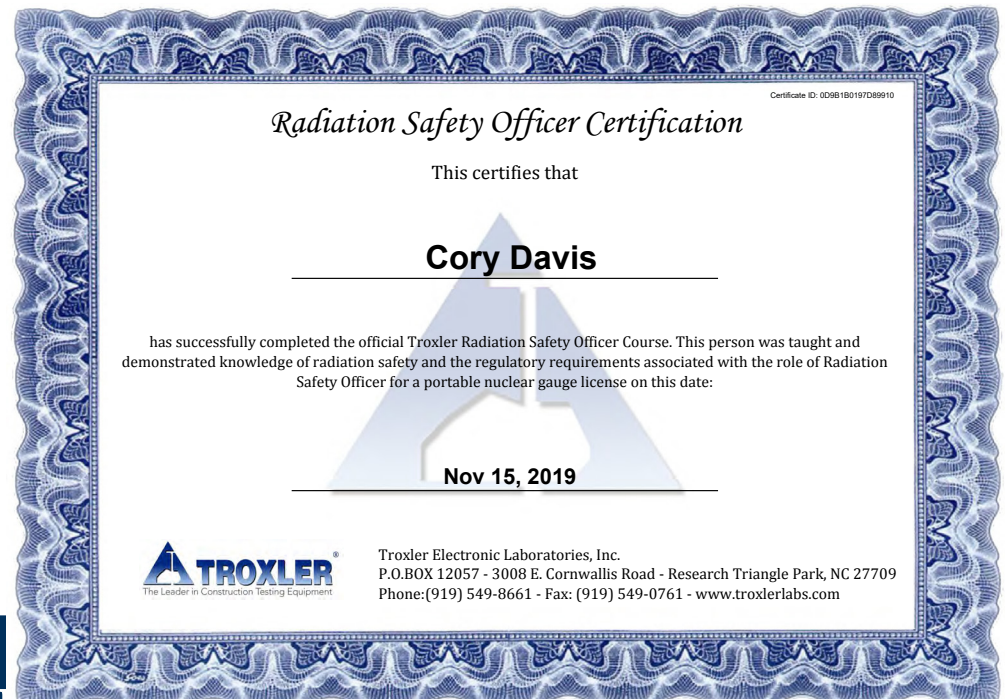 Certificate ID: 0D9B1B0197D89910
Radiation Safety Officer Certification
This certifies that
Cory Davis
has successfully completed the official Troxler Radiation Safety Officer Course. This person was taught and
demonstrated knowledge of radiation safety and the regulatory requirements associated with the role of Radiation
Safety Officer for a portable nuclear gauge license on this date:
Nov 15, 2019
TROXLER®
The Leader in Construction Testing Equipment
Troxler Electronic Laboratories, Inc.
P.O.BOX 12057 - 3008 E. Cornwallis Road - Research Triangle Park, NC 27709
Phone:(919) 549-8661 - Fax: (919) 549-0761 - www.troxlerlabs.com